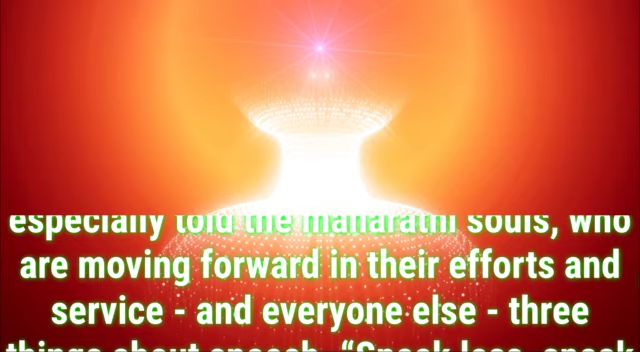 especially told the maharathi souls, who
are moving forward in their efforts and
service - and everyone else - three
things about speech. “Speak less, speak